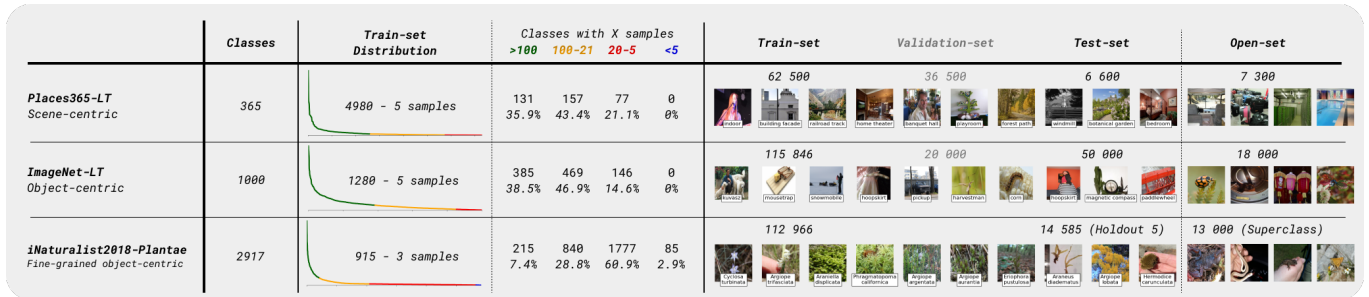 Classes
Train-set
Distribution
Classes with X samples
>100 100-21 20-5 <5
Train-set
Validation-set
Test-set
Open-set
Places365-LT
Scene-centric
365
4980 - 5 samples
131 157 77 0
35.9% 43.4% 21.1% 0%
62 500
36 500
6 600
7 300
indoor
building facade
railroad track
home theater
banquet hall
playroom
forest path
windmill
botanical garden
bedroom
ImageNet-LT
Object-centric
1000
1280 - 5 samples
385 469 146 0
38.5% 46.9% 14.6% 0%
115 846
20 000
50 000
18 000
kuvasz
mousetrap
snowmobile
hoopskirt
pickup
harvestman
corn
hoopskirt
magnetic compass
paddlewheel
iNaturalist2018-Plantae
Fine-grained object-centric
2917
915 - 3 samples
215 840 1777 85
7.4% 28.8% 60.9% 2.9%
112 966
14 585 (Holdout 5)
13 000 (Superclass)
Cyclosa
turbinata
Argiope
trifasciata
Araniella
displicata
Phragmatopoma
californica
Argiope
argentata
Argiope
aurantia
Eriophora
pustulosa
Araneus
diadematus
Argiope
lobata
Hermodice
carunculata